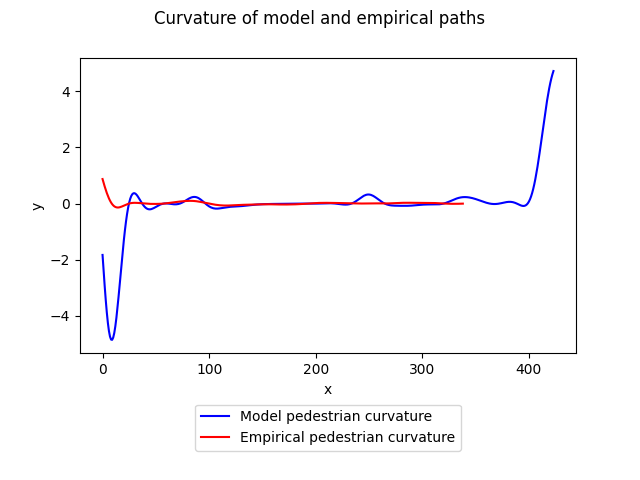 Curvature of model and empirical paths
y
4
2
0
−2
−4
0 100 200 300 400
x
Model pedestrian curvature
Empirical pedestrian curvature